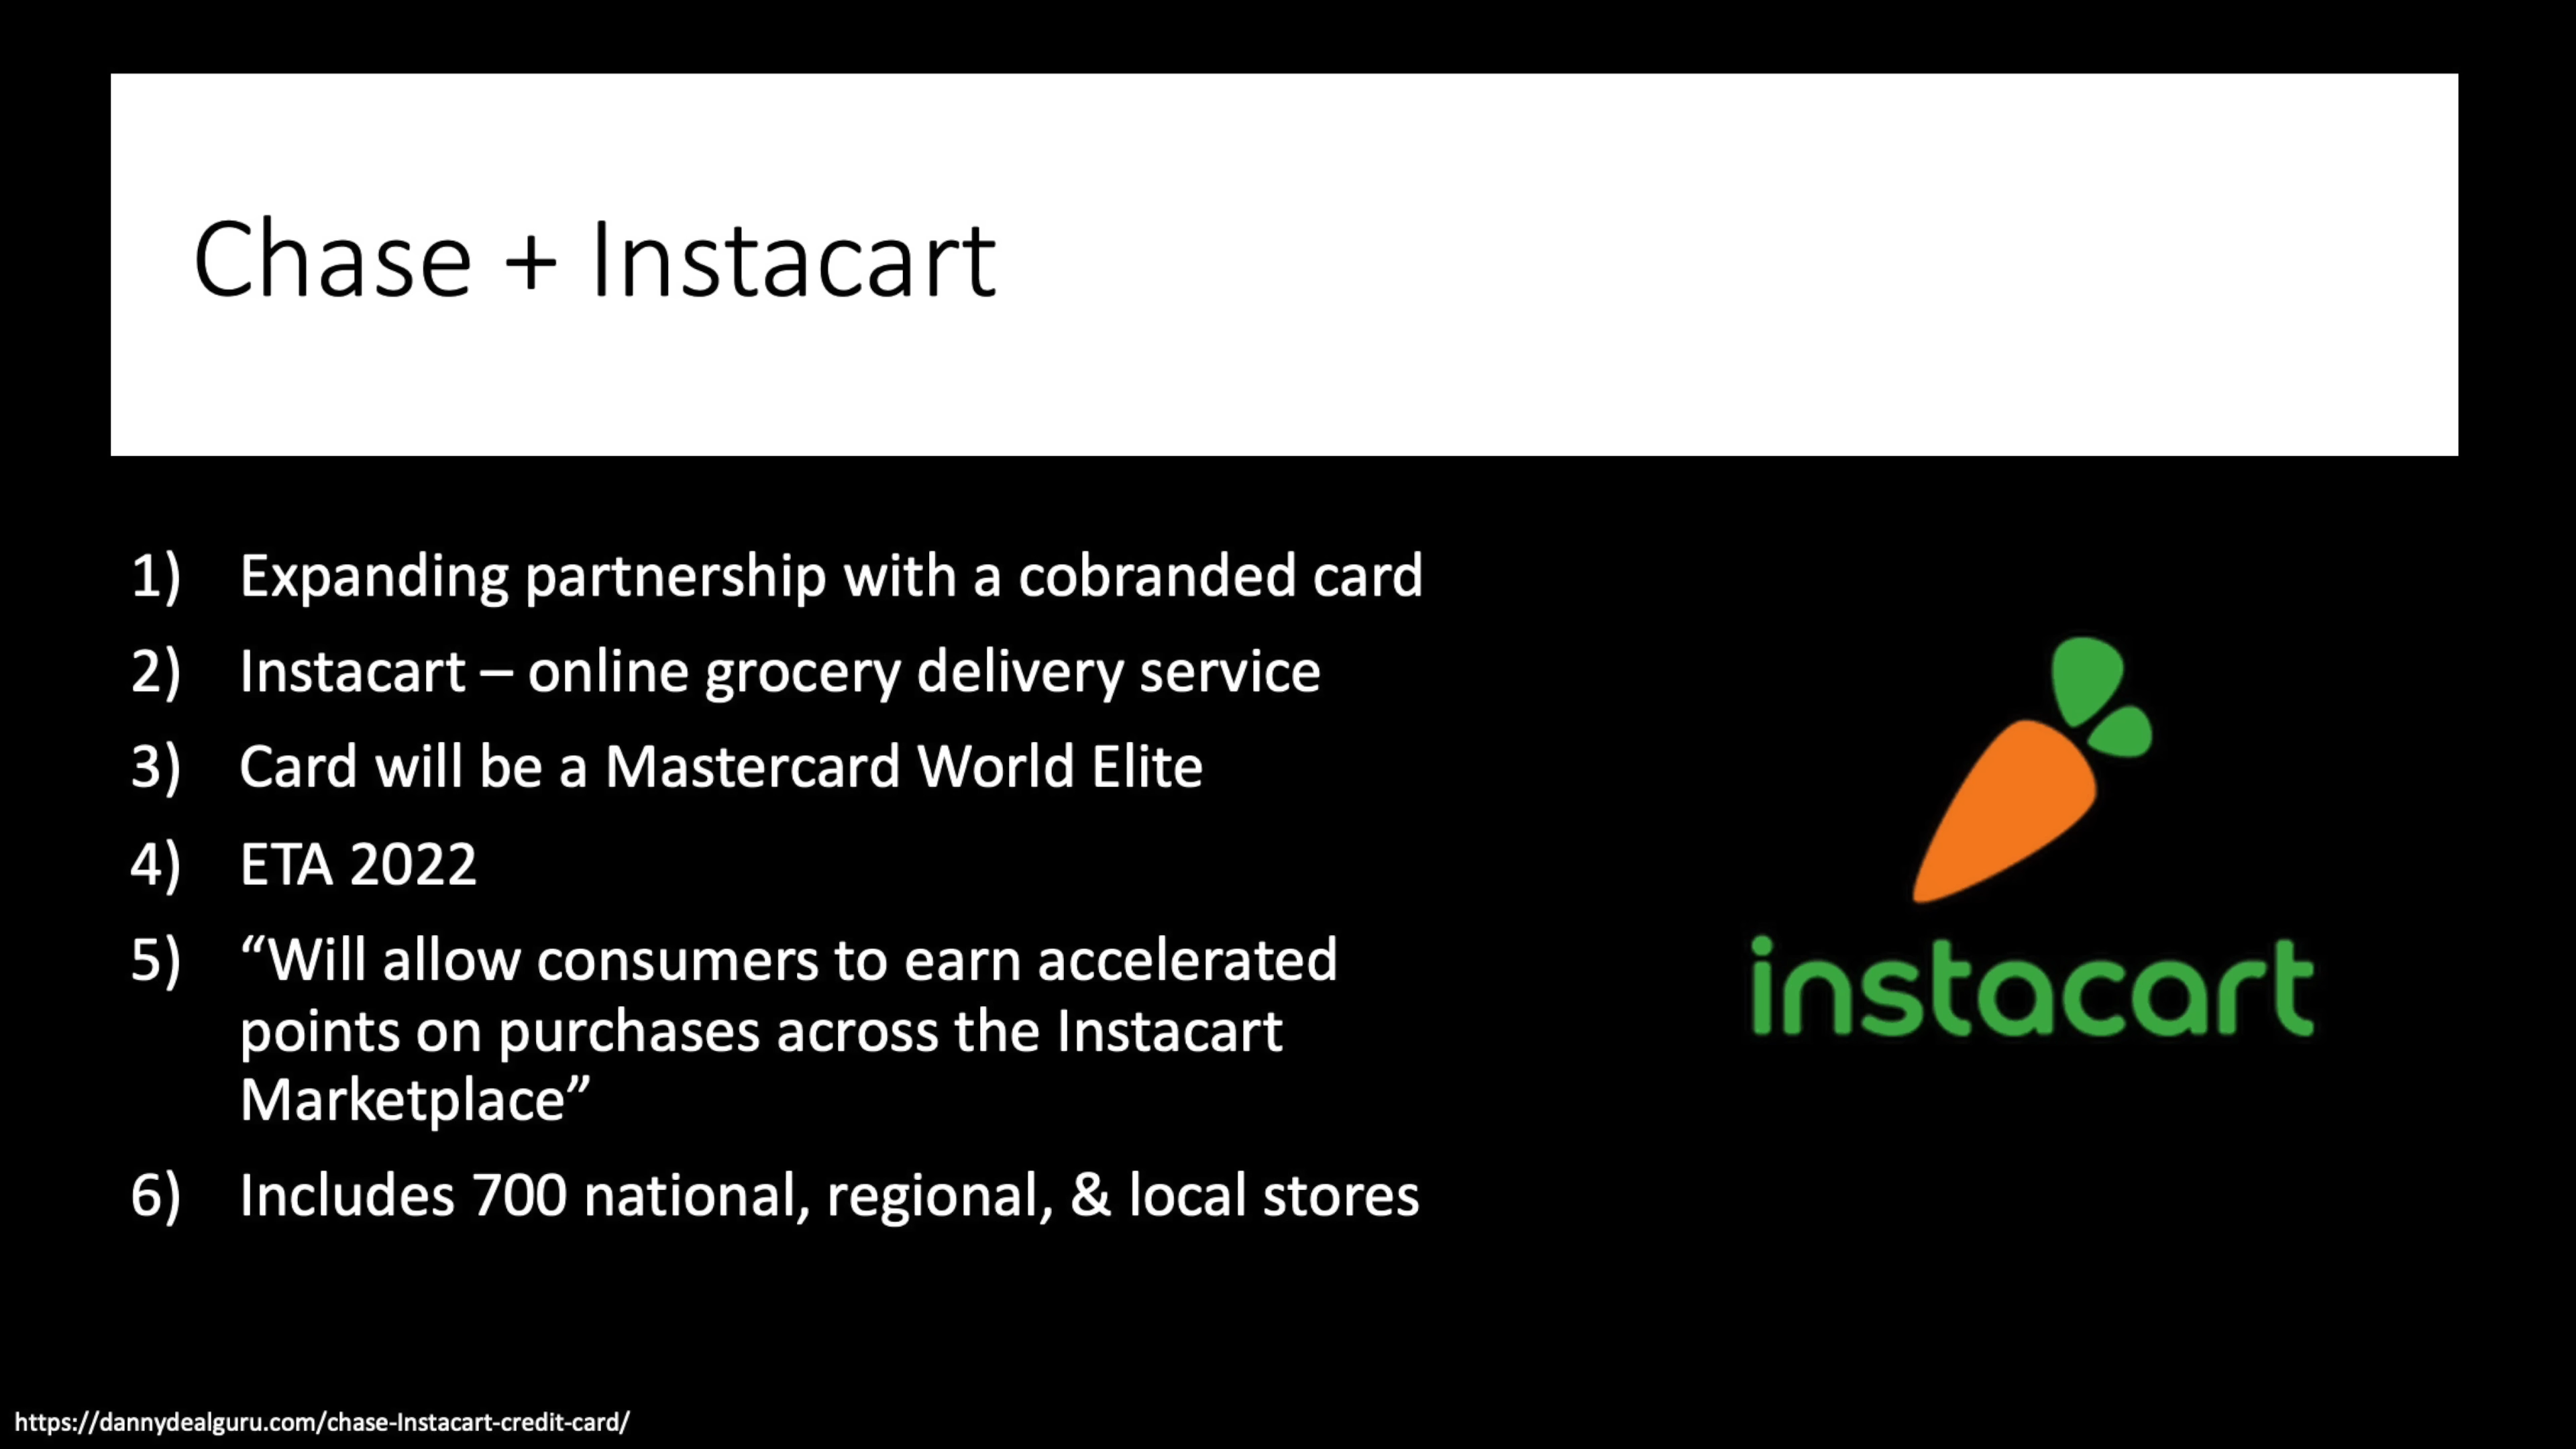 Chase + Instacart
1) Expanding partnership with a cobranded card
2) Instacart – online grocery delivery service
3) Card will be a Mastercard World Elite
4) ETA 2022
5) “Will allow consumers to earn accelerated
points on purchases across the Instacart
Marketplace”
6) Includes 700 national, regional, & local stores
instacart
https://dannydealguru.com/chase-Instacart-credit-card/